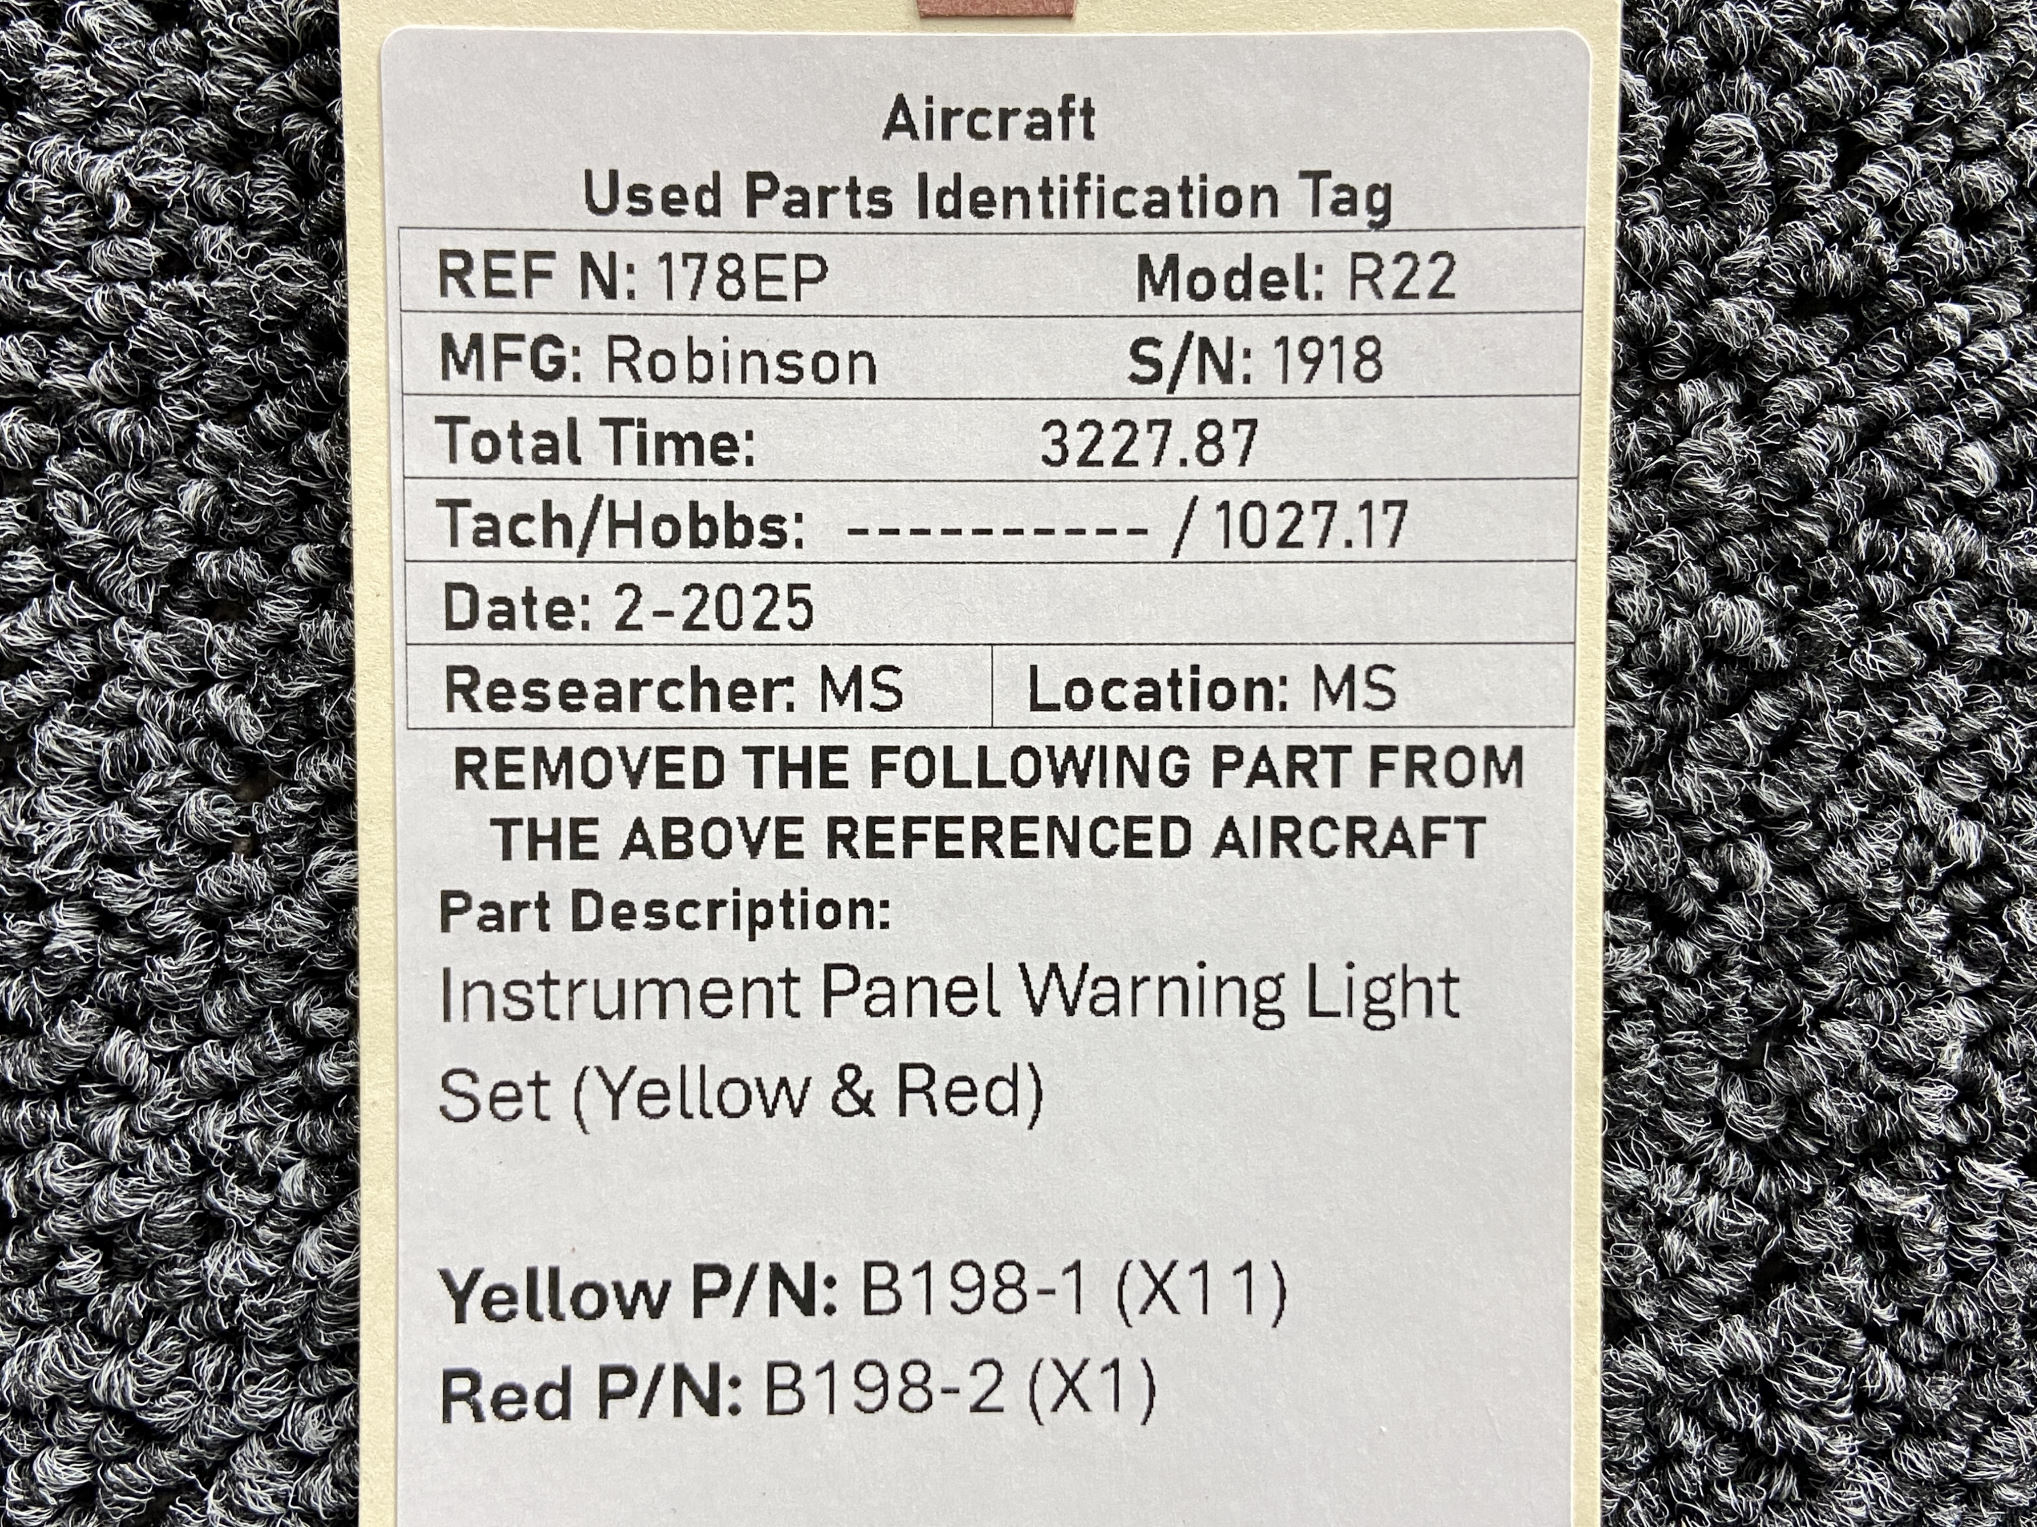 Aircraft
Used Parts Identification Tag
REF N: 178EP Model: R22
MFG: Robinson S/N: 1918
Total Time: 3227.87
Tach/Hobbs: ---------- / 1027.17
Date: 2-2025
Researcher: MS Location: MS
REMOVED THE FOLLOWING PART FROM
THE ABOVE REFERENCED AIRCRAFT
Part Description:
Instrument Panel Warning Light
Set (Yellow & Red)
Yellow P/N: B198-1 (X11)
Red P/N: B198-2 (X1)